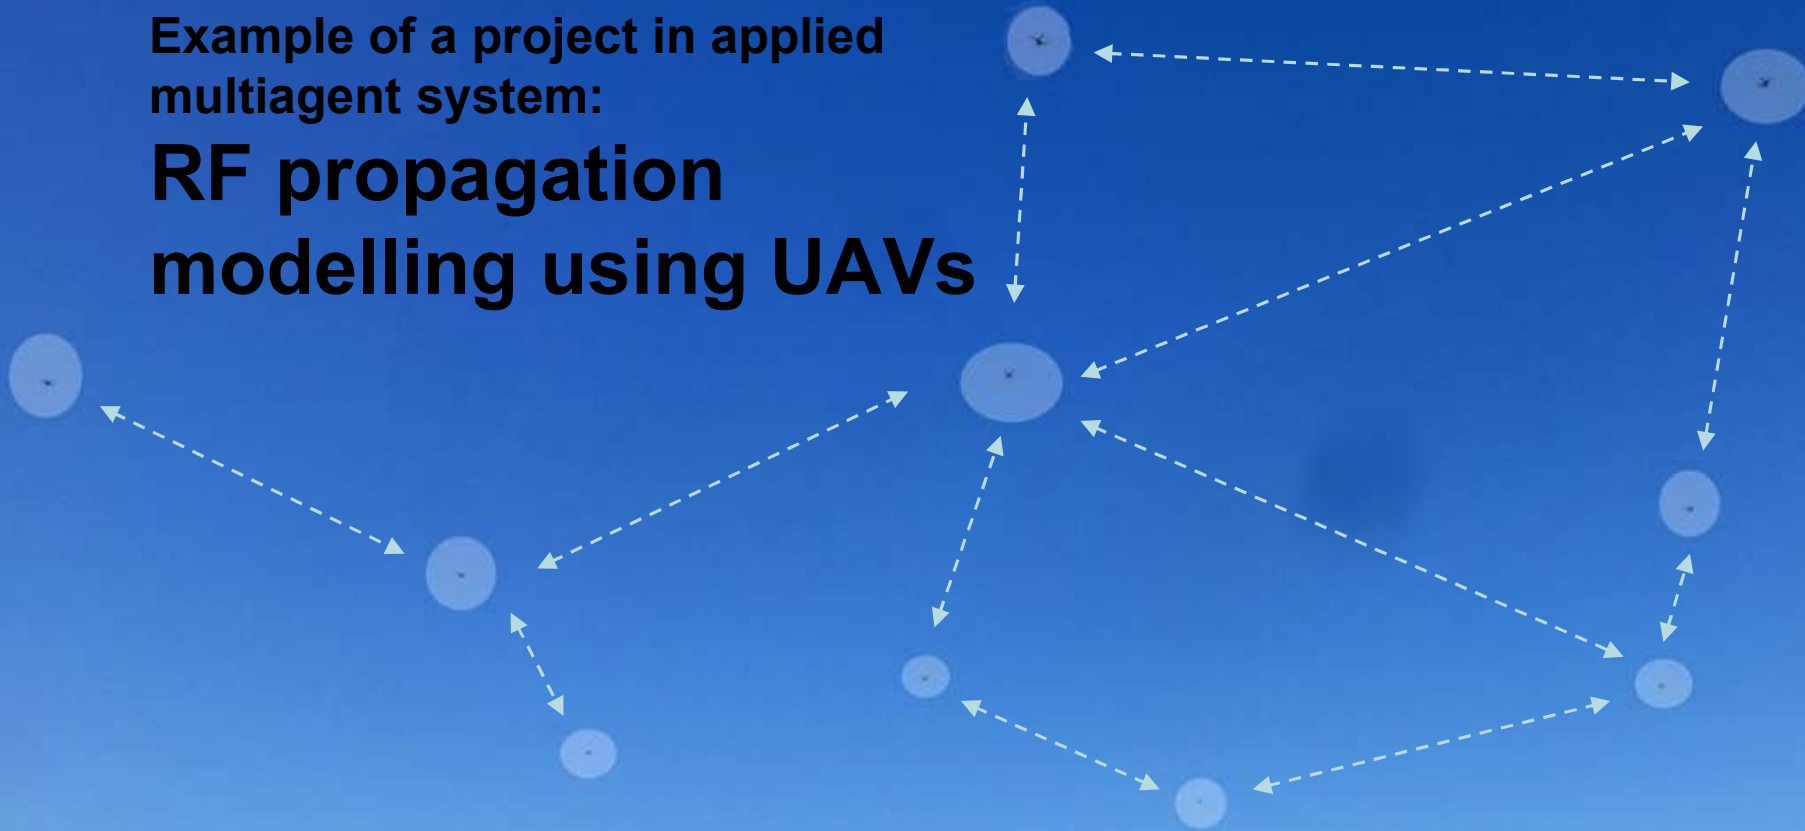 Example of a project in applied
multiagent system:
RF propagation
modelling using UAVs